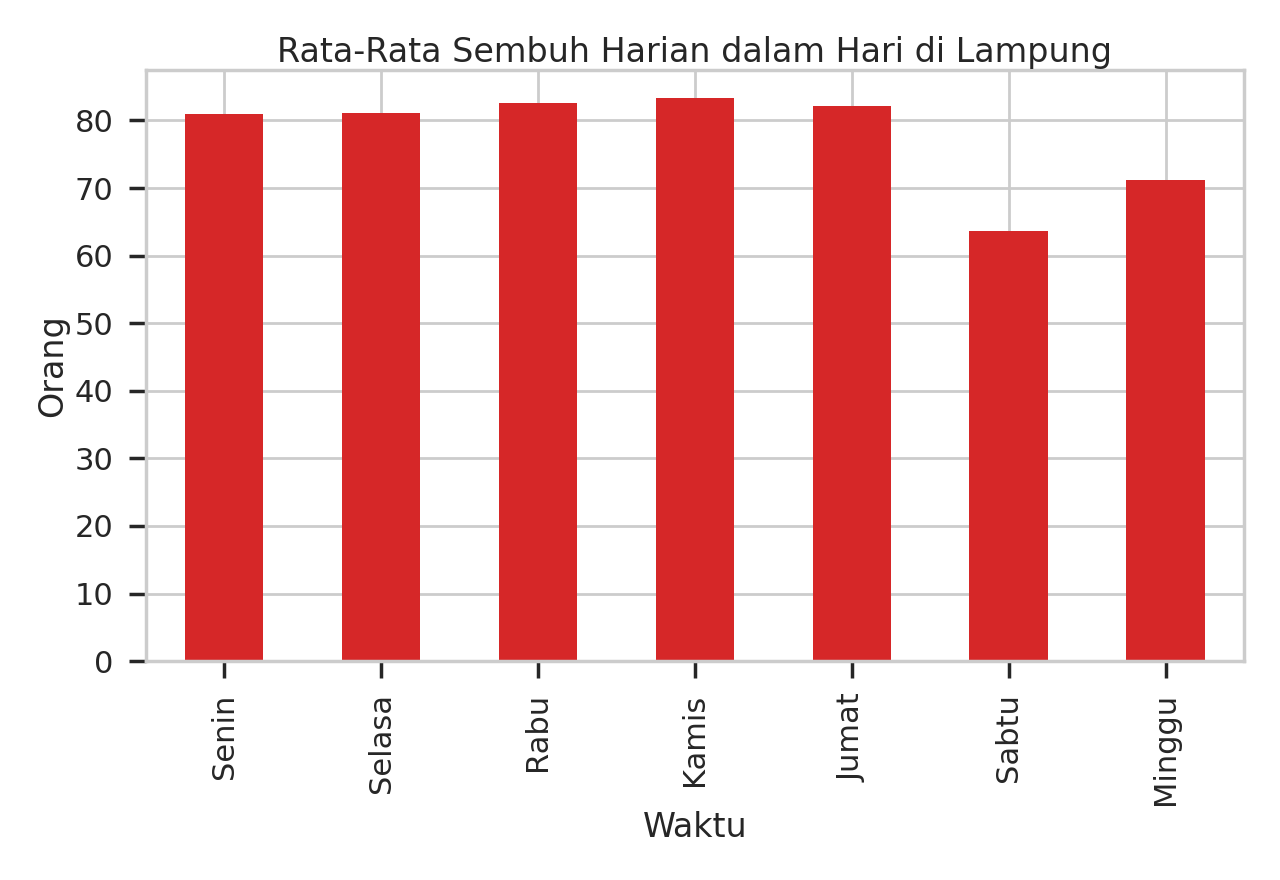 Rata-Rata Sembuh Harian dalam Hari di Lampung
Orang
80
70
60
50
40
30
20
10
0
Senin
Selasa
Rabu
Kamis
Jumat
Sabtu
Minggu
Waktu